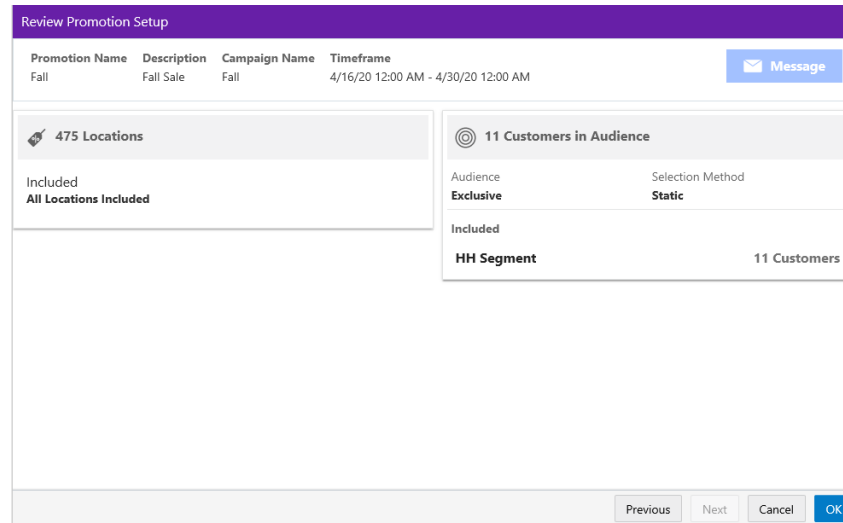 Review Promotion Setup
Promotion Name Description Campaign Name Timeframe
Fall Fall Sale Fall 4/16/20 12:00 AM - 4/30/20 12:00 AM
Message
475 Locations
Included
All Locations Included
11 Customers in Audience
Audience Selection Method
Exclusive Static
Included
HH Segment 11 Customers
Previous Next Cancel OK